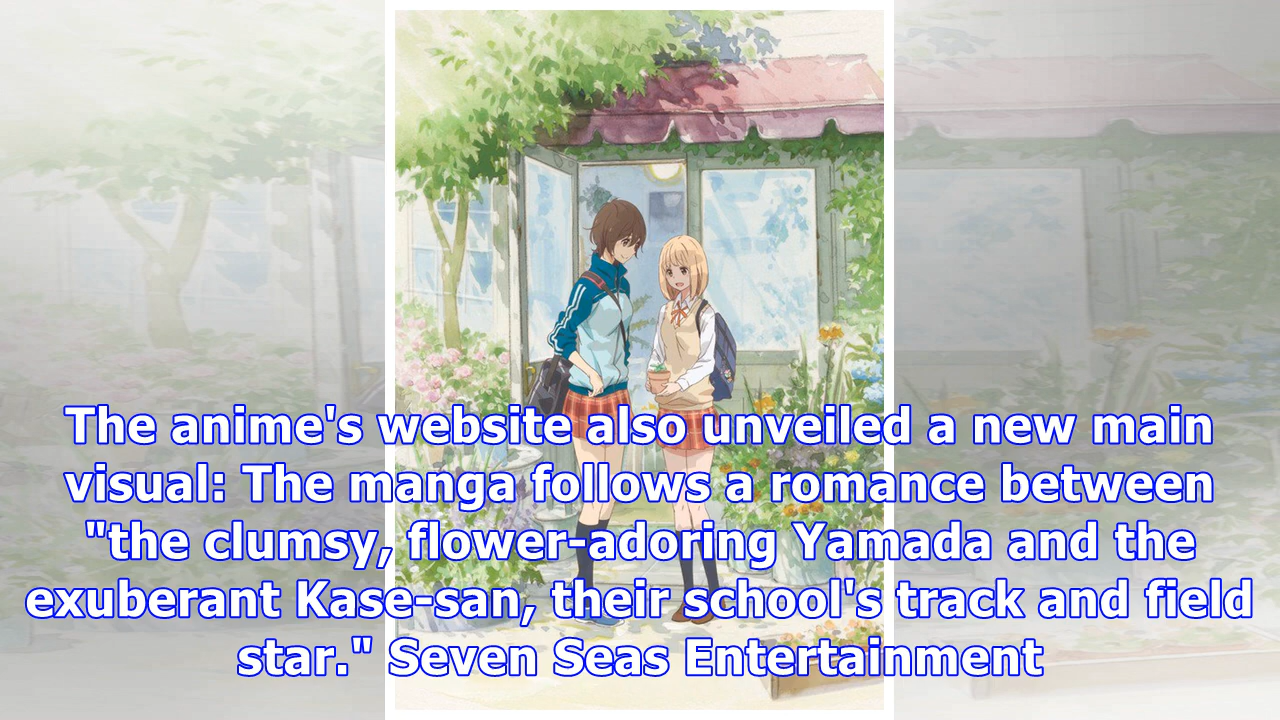 The anime's website also unveiled a new main
visual: The manga follows a romance between
"the clumsy, flower-adoring Yamada and the
exuberant Kase-san, their school's track and field
star." Seven Seas Entertainment